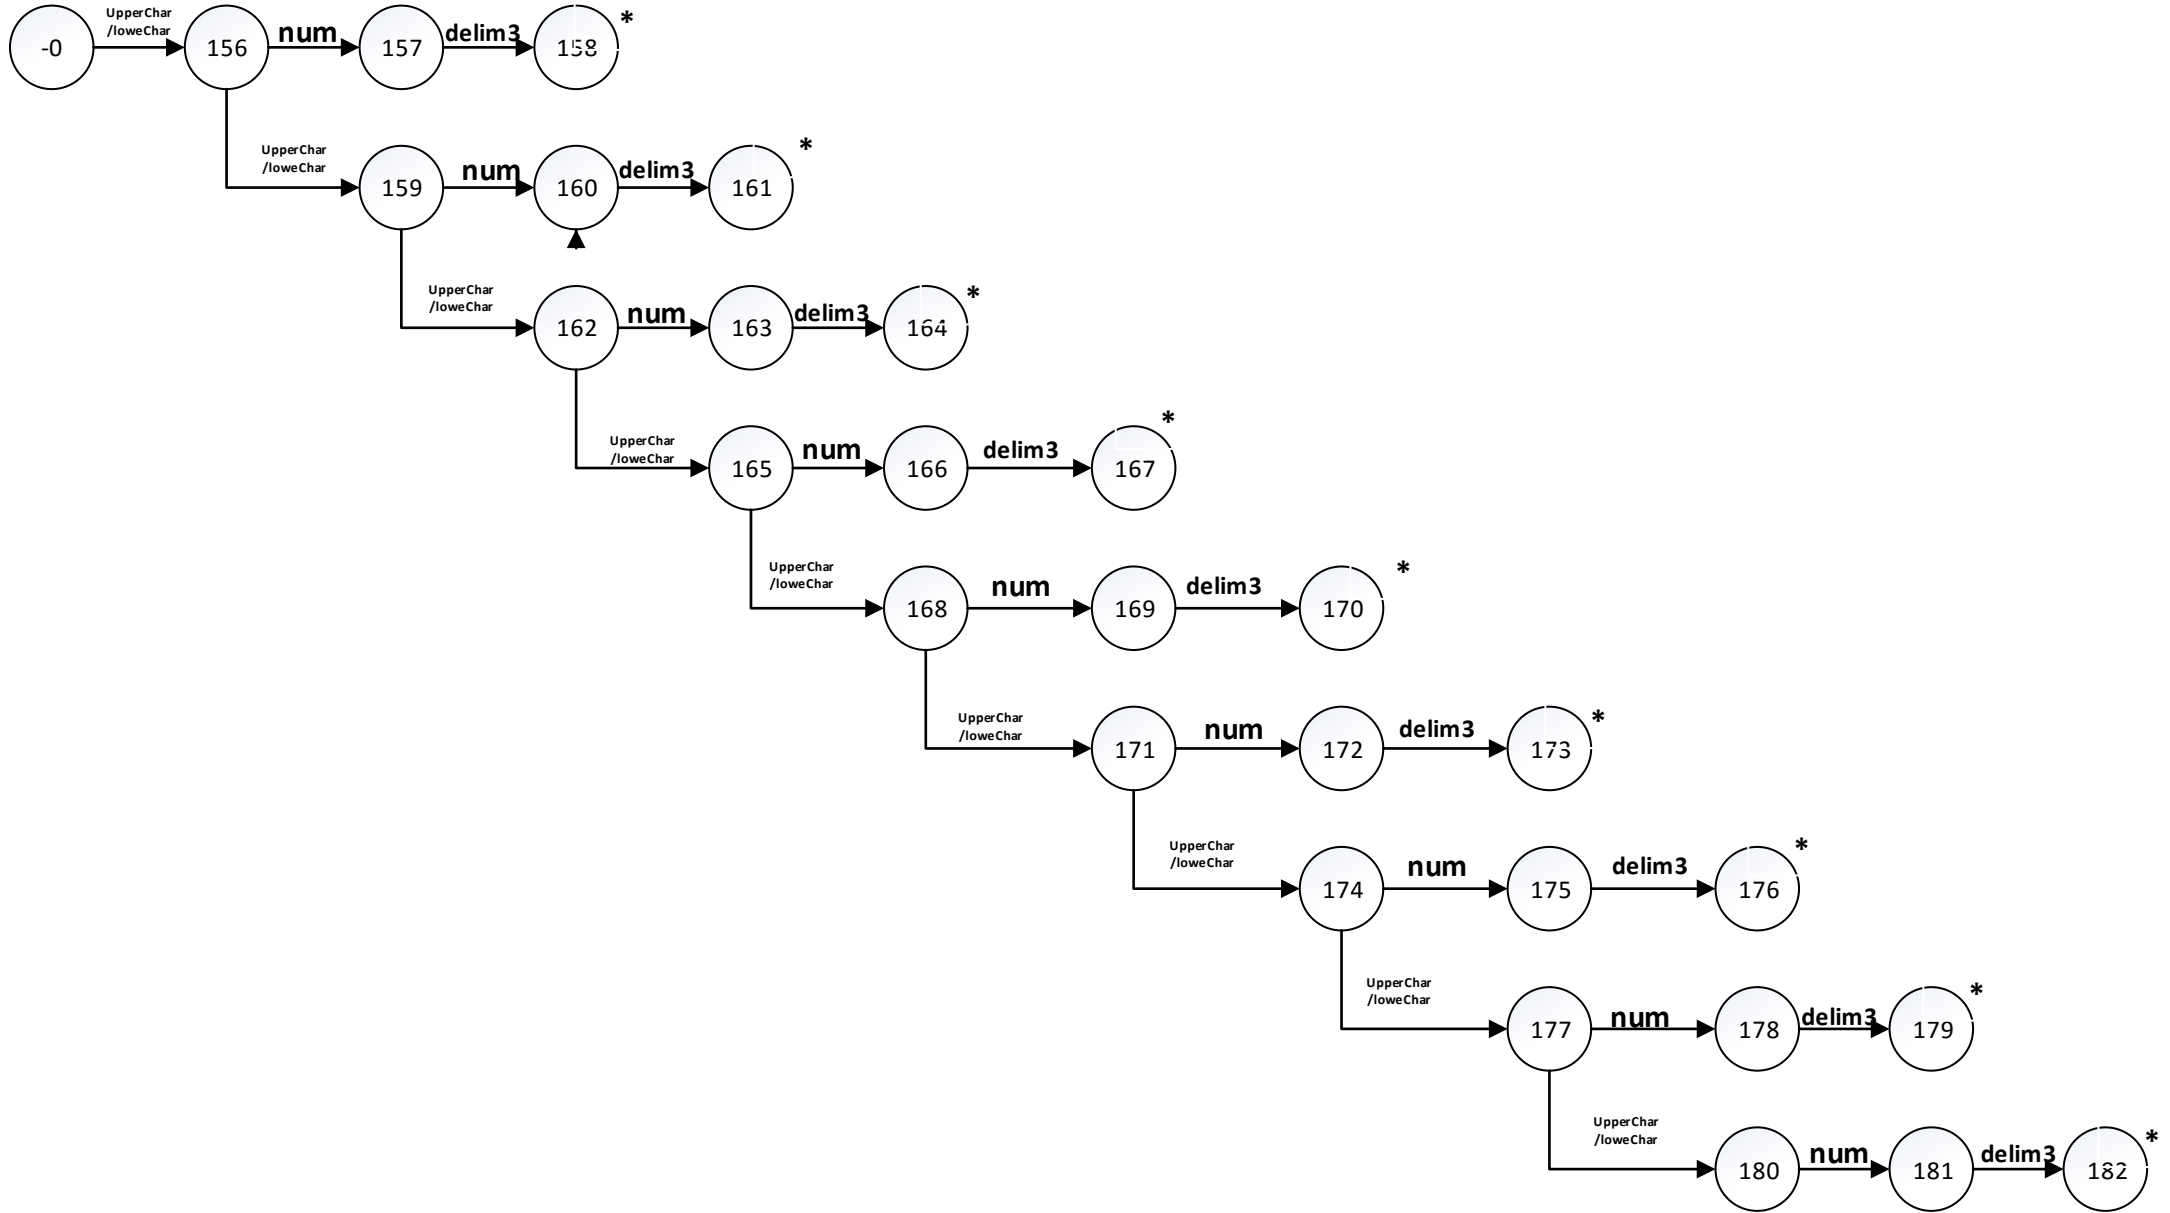 UpperChar
/loweChar
-0
156
num
157
delim3
158
*
UpperChar
/loweChar
159
num
160
delim3
161
*
UpperChar
/loweChar
162
num
163
delim3
164
*
UpperChar
/loweChar
165
num
166
delim3
167
*
UpperChar
/loweChar
168
num
169
delim3
170
*
UpperChar
/loweChar
171
num
172
delim3
173
*
UpperChar
/loweChar
174
num
175
delim3
176
*
UpperChar
/loweChar
177
num
178
delim3
179
*
UpperChar
/loweChar
180
num
181
delim3
182
*